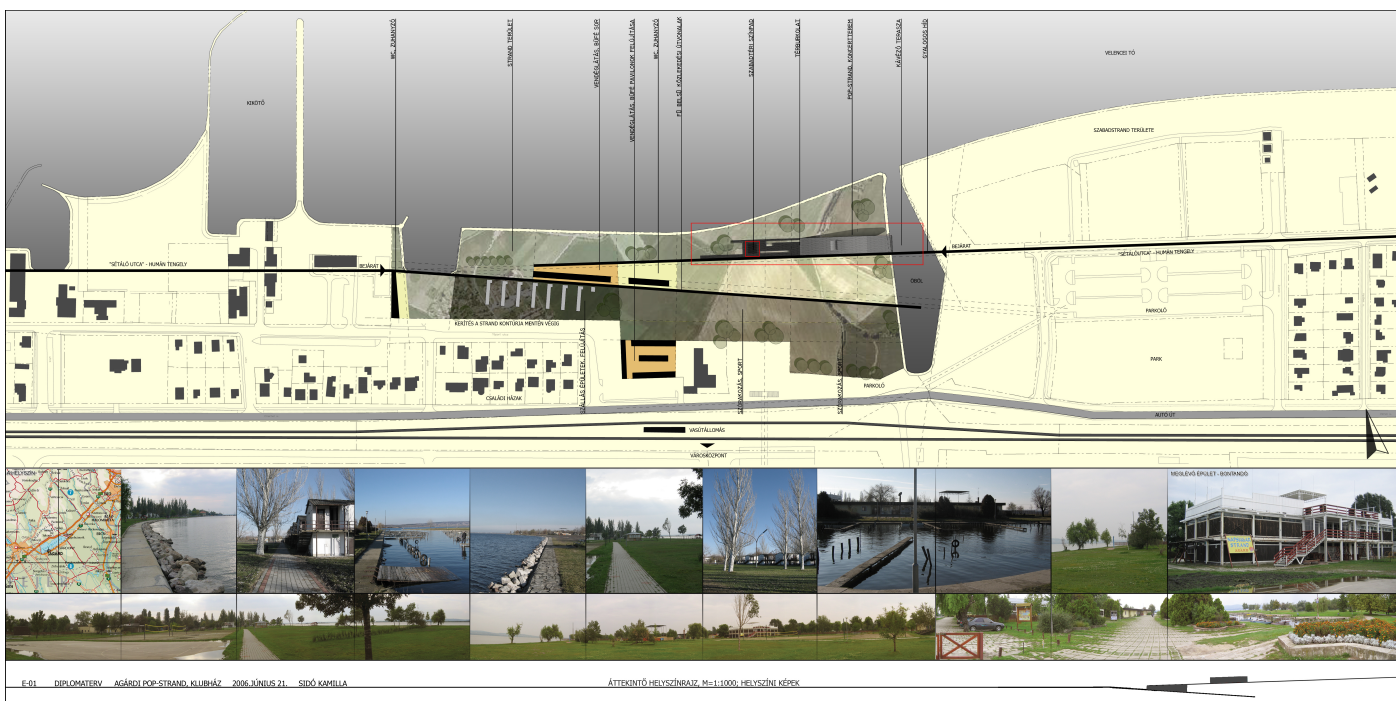 WC, ZUHANYZÓ
STRAND TERÜLET
VENDÉGLÁTÁS, BÜFÉ SOR
VENDÉGLÁTÁS, BÜFÉ PAVILONOK FELÚJÍTÁSA
WC, ZUHANYZÓ
FŐ BELSŐ KÖZLEKEDÉSI ÚTVONALAK
SZABADTÉRI SZÍNPAD
TÉRBURKOLAT
POP-STRAND, KONCERTTEREM
KÁVÉZÓ TERASZA
GYALOGOS HÍD
VELENCEI TÓ
KIKÖTŐ
SZABADSTRAND TERÜLETE
"SÉTÁLÓ UTCA" - HUMÁN TENGELY
BEJÁRAT
BEJÁRAT
"SÉTÁLÓUTCA" - HUMÁN TENGELY
ÖBÖL
PARKOLÓ
KERÍTÉS A STRAND KONTÚRJA MENTÉN VÉGIG
SZÁLLÁS ÉPÜLETEK, FELÚJÍTÁS
SZÓRAKOZÁS, SPORT
SZÓRAKOZÁS, SPORT
PARK
PARKOLÓ
CSALÁDI HÁZAK
AUTÓ ÚT
VASÚTÁLLOMÁS
VÁROSKÖZPONT
MEGLÉVŐ ÉPÜLET - BONTANDÓ
E-01 DIPLOMATERV AGÁRDI POP-STRAND, KLUBHÁZ 2006.JÚNIUS 21. SIDÓ KAMILLA
ÁTTEKINTŐ HELYSZÍNRAJZ, M=1:1000; HELYSZÍNI KÉPEK